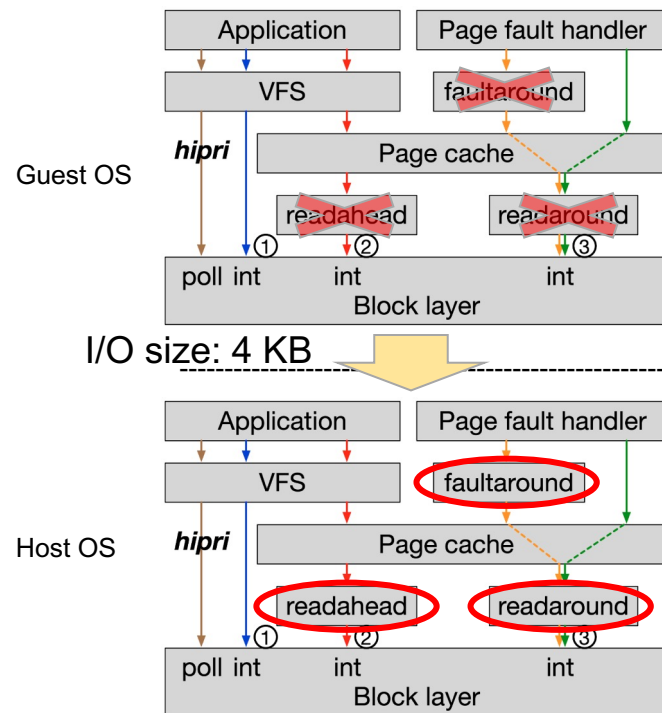 Application Page fault handler
VFS faultaround
hipri Page cache
Guest OS
readahead readaround
① ② ③
poll int int int
Block layer
I/O size: 4 KB
Application Page fault handler
VFS faultaround
hipri Page cache
Host OS
readahead readaround
① ② ③
poll int int int
Block layer